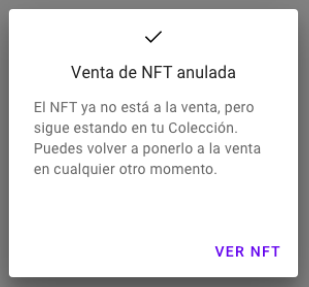 Venta de NFT anulada
El NFT ya no está a la venta, pero
sigue estando en tu Colección.
Puedes volver a ponerlo a la venta
en cualquier otro momento.
VER NFT